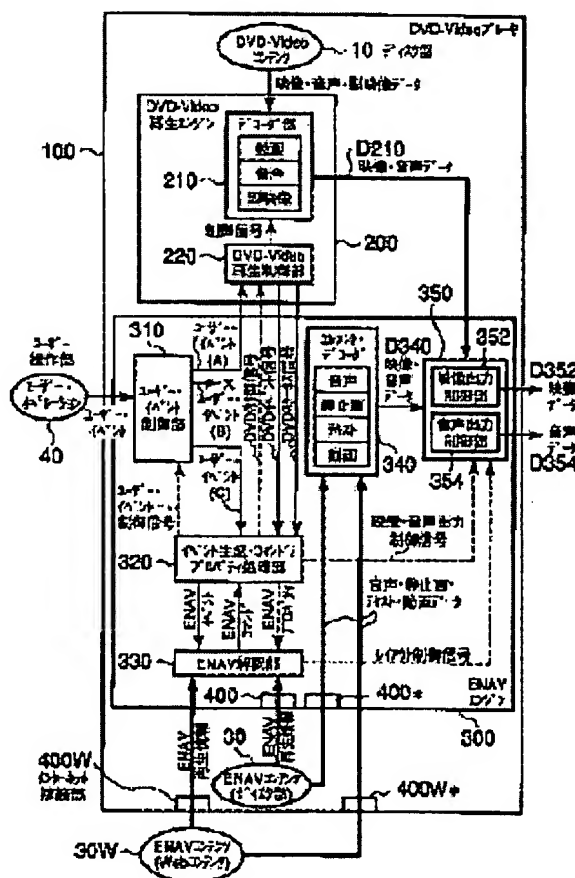 DVD-Videoプレーヤ
DVD-Video
コンテンツ
10 ディスク部
映像・音声・副映像データ
DVD-Video
再生エンジン
デコーダ部
100
D210
映像・音声データ
210
動画
音声
副映像
制御信号
220
DVD-Video
再生制御部
200
350
310
352
ユーザー
操作部
ユーザー・
イベント
(A)
D340
映像・
音声
データ
D352
映像
データ
ユーザー・
イベント
制御部
音声
静止画
テキスト
動画
映像出力
制御部
ユーザー・
オペレーション
ユーザー・イベント
ユーザー・
イベント
(B)
音声出力
制御部
音声
データ
D354
40
ユーザー・
イベント
(C)
340
354
ユーザー・
イベント・
制御信号
DVD制御信号
DVD状態信号
320
イベント生成・コマンド/
プロパティ処理部
映像・音声出力
制御信号
ENAV
イベント
ENAV
コマンド
ENAV
プロパティ
音声・静止画・
テキスト・動画データ
330
ENAV解釈部
レイアウト制御信号
400
400*
ENAV
エンジン
300
400W
インターネット
接続部
ENAV
再生情報
30
ENAV
再生情報
ENAVコンテンツ
(ディスク部)
400W*
30W
ENAVコンテンツ
(Webコンテンツ)